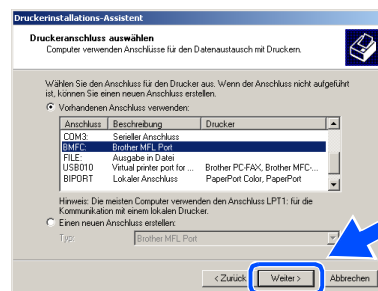 Druckerinstallations-Assistent
Druckeranschluss auswählen
Computer verwenden Anschlüsse für den Datenaustausch mit Druckern.
Wählen Sie den Anschluss für den Drucker aus. Wenn der Anschluss nicht aufgeführt
ist, können Sie einen neuen Anschluss erstellen.
Vorhandenen Anschluss verwenden:
Anschluss Beschreibung Drucker
COM3: Serieller Anschluss
BMFC: Brother MFL Port
FILE: Ausgabe in Datei
USB010 Virtual printer port for ... Brother PC-FAX, Brother MFC-...
BIPORT Lokaler Anschluss PaperPort Color, PaperPort
Hinweis: Die meisten Computer verwenden den Anschluss LPT1: für die
Kommunikation mit einem lokalen Drucker.
Einen neuen Anschluss erstellen:
Typ: Brother MFL Port
< Zurück Weiter > Abbrechen